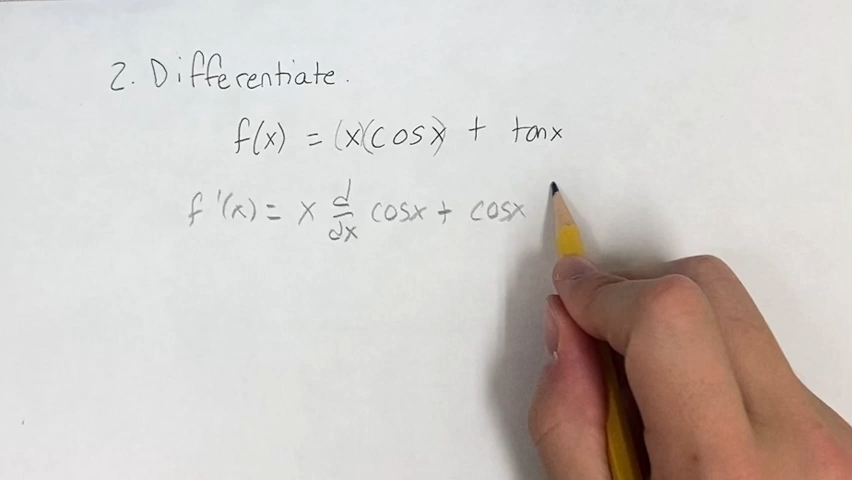 2. Differentiate.
f(x) = (x)(cosx) + tanx
f'(x) = x d/dx cosx + cosx